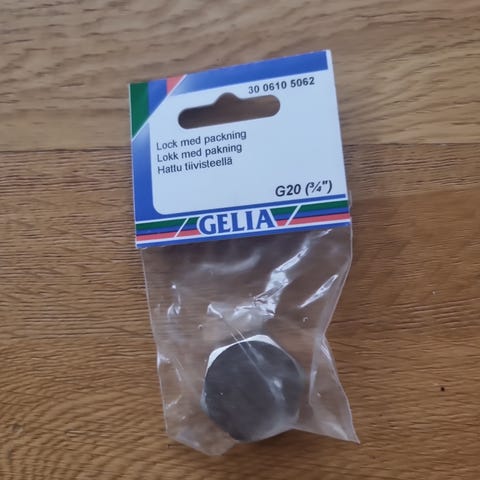 30 0610 5062
Lock med packning
Lokk med pakning
Hattu tiivisteellä
G20 (¾")
GELIA